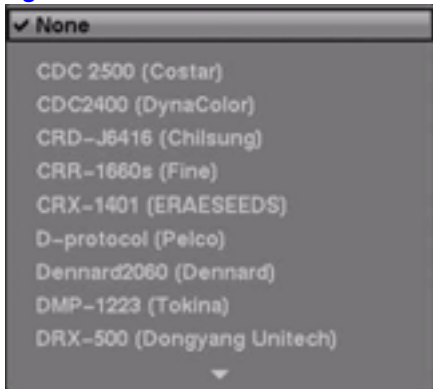 None
CDC 2500 (Costar)
CDC2400 (DynaColor)
CRD-J6416 (Chilsung)
CRR-1660s (Fine)
CRX-1401 (ERAESEEDS)
D-protocol (Pelco)
Dennard2060 (Dennard)
DMP-1223 (Tokina)
DRX-500 (Dongyang Unitech)